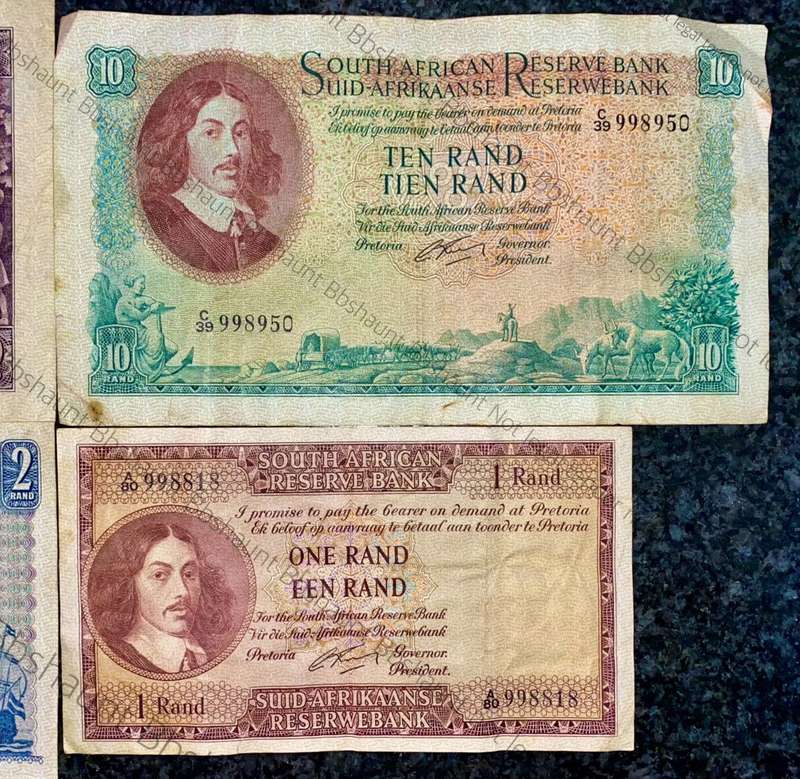 10
SOUTH AFRICAN RESERVE BANK
SUID-AFRIKAANSE RESERWEBANK
10
I promise to pay the bearer on demand at Pretoria
Ek beloof op aanvraag te betaal aan toonder te Pretoria
C/39 998950
TEN RAND
TIEN RAND
For the South African Reserve Bank
Vir die Suid-Afrikaanse Reserwebank
Pretoria Governor.
President.
C/39 998950
10
RAND
10
RAND
2
RAND
A/80 998818
SOUTH AFRICAN
RESERVE BANK
1 Rand
I promise to pay the bearer on demand at Pretoria
Ek beloof op aanvraag te betaal aan toonder te Pretoria
ONE RAND
EEN RAND
For the South African Reserve Bank
Vir die Suid-Afrikaanse Reserwebank
Pretoria Governor.
President.
1 Rand
SUID-AFRIKAANSE
RESERWEBANK
A/80 998818
Bbshaunt Bbshaunt Bbshaunt